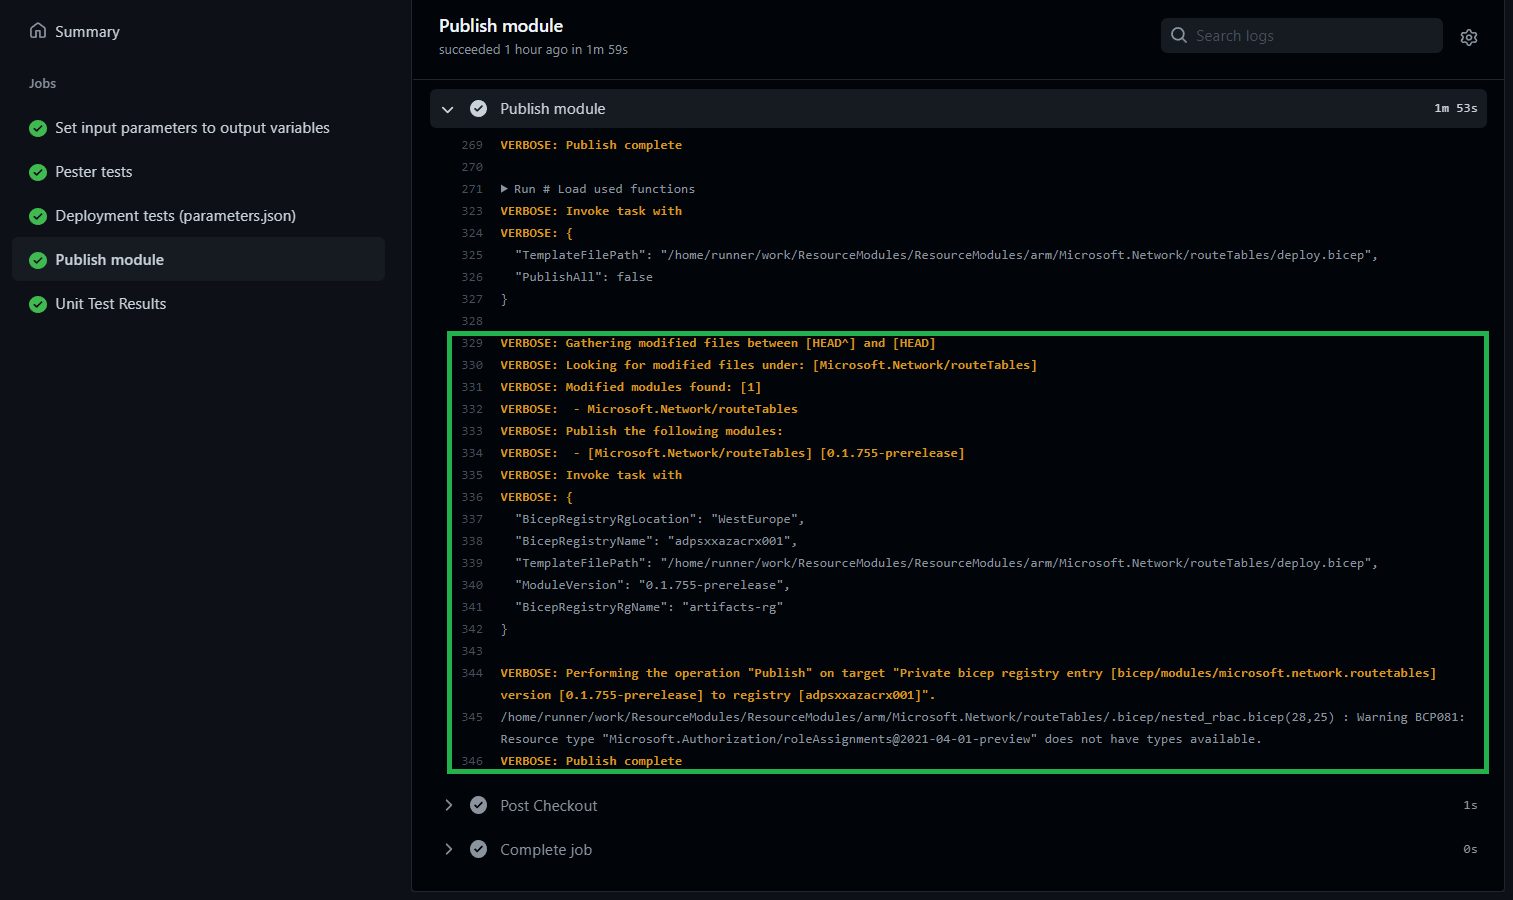 Summary
Jobs
Set input parameters to output variables
Pester tests
Deployment tests (parameters.json)
Publish module
Unit Test Results
Publish module
succeeded 1 hour ago in 1m 59s
Search logs
Publish module 1m 53s
269 VERBOSE: Publish complete
270
271 Run # Load used functions
323 VERBOSE: Invoke task with
324 VERBOSE: {
325 "TemplateFilePath": "/home/runner/work/ResourceModules/ResourceModules/arm/Microsoft.Network/routeTables/deploy.bicep",
326 "PublishAll": false
327 }
328
329 VERBOSE: Gathering modified files between [HEAD^] and [HEAD]
330 VERBOSE: Looking for modified files under: [Microsoft.Network/routeTables]
331 VERBOSE: Modified modules found: [1]
332 VERBOSE:  - Microsoft.Network/routeTables
333 VERBOSE: Publish the following modules:
334 VERBOSE:  - [Microsoft.Network/routeTables] [0.1.755-prerelease]
335 VERBOSE: Invoke task with
336 VERBOSE: {
337 "BicepRegistryRgLocation": "WestEurope",
338 "BicepRegistryName": "adpsxxazacrx001",
339 "TemplateFilePath": "/home/runner/work/ResourceModules/ResourceModules/arm/Microsoft.Network/routeTables/deploy.bicep",
340 "ModuleVersion": "0.1.755-prerelease",
341 "BicepRegistryRgName": "artifacts-rg"
342 }
343
344 VERBOSE: Performing the operation "Publish" on target "Private bicep registry entry [bicep/modules/microsoft.network.routetables]
version [0.1.755-prerelease] to registry [adpsxxazacrx001]".
345 /home/runner/work/ResourceModules/ResourceModules/arm/Microsoft.Network/routeTables/.bicep/nested_rbac.bicep(28,25) : Warning BCP081:
Resource type "Microsoft.Authorization/roleAssignments@2021-04-01-preview" does not have types available.
346 VERBOSE: Publish complete
Post Checkout 1s
Complete job 0s